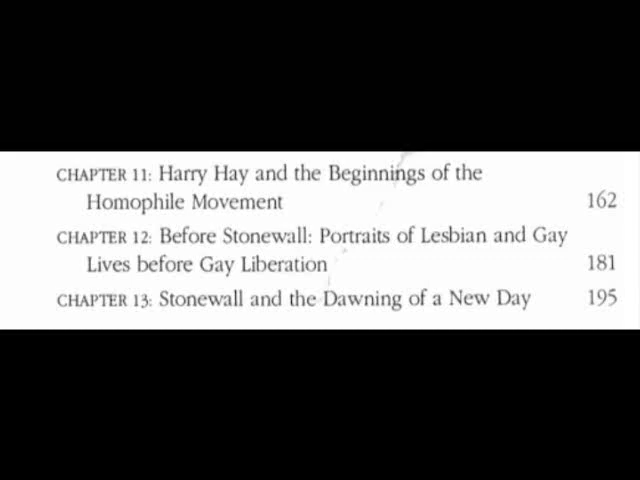 CHAPTER 11: Harry Hay and the Beginnings of the
Homophile Movement 162
CHAPTER 12: Before Stonewall: Portraits of Lesbian and Gay
Lives before Gay Liberation 181
CHAPTER 13: Stonewall and the Dawning of a New Day 195